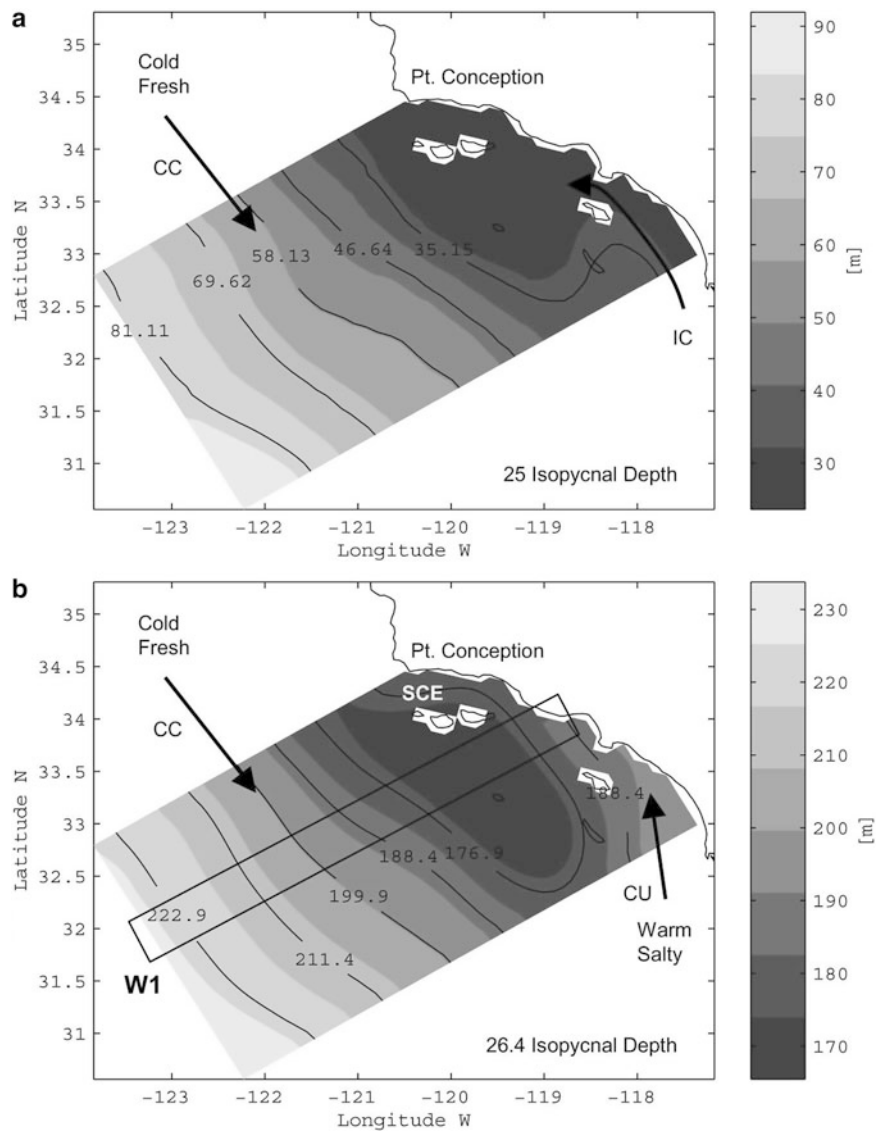 a
35
34.5
34
33.5
33
32.5
32
31.5
31
Latitude N
Cold
Fresh
CC
Pt. Conception
58.13
46.64
35.15
69.62
81.11
IC
25 Isopycnal Depth
-123
-122
-121
-120
-119
-118
Longitude W
90
80
70
60
50
40
30
[m]
b
35
34.5
34
33.5
33
32.5
32
31.5
31
Latitude N
Cold
Fresh
CC
Pt. Conception
SCE
188.4
188.4
176.9
199.9
222.9
211.4
CU
Warm
Salty
W1
26.4 Isopycnal Depth
-123
-122
-121
-120
-119
-118
Longitude W
230
220
210
200
190
180
170
[m]